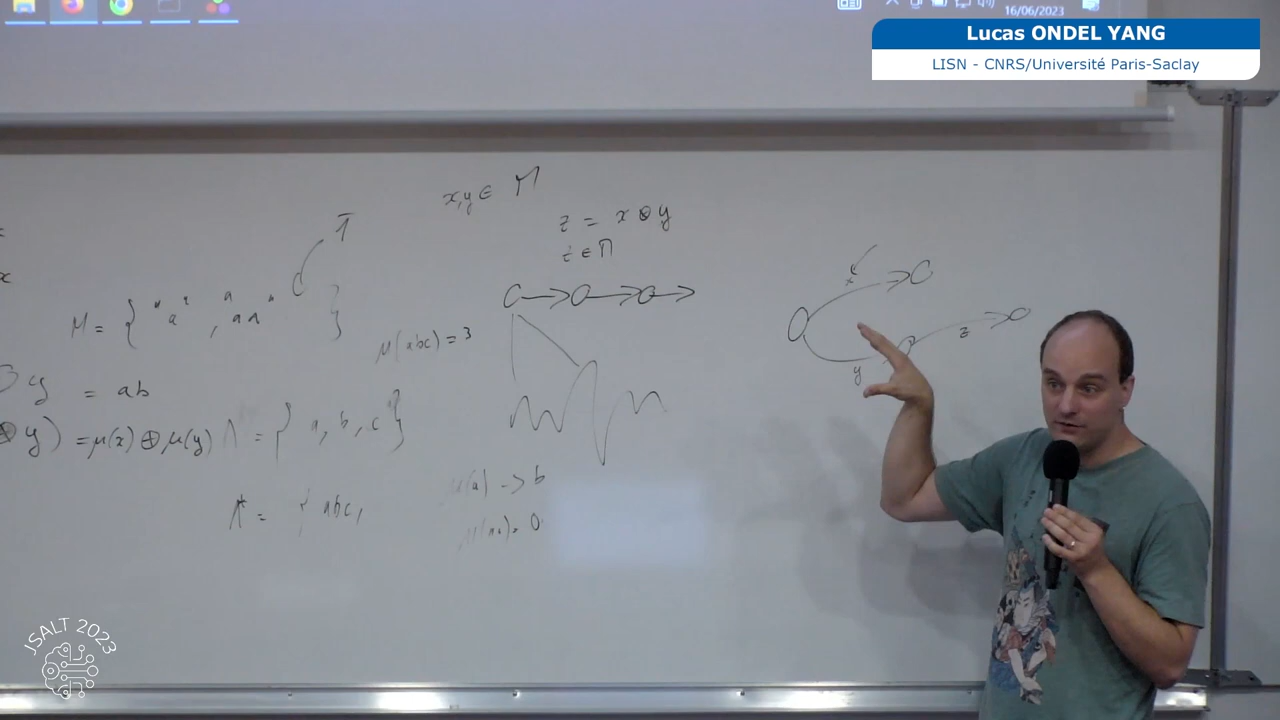 16/06/2023
Lucas ONDEL YANG
LISN - CNRS/Université Paris-Saclay
x,y ∈ M
z = x ⊗ y
z ∈ M
M = { "a", "aa" }
μ(abc) = 3
y = ab
⊗ y) = μ(x) ⊕ μ(y)
= { a, b, c }
= { abc,
μ(a) -> b
x
y
z
JSALT 2023